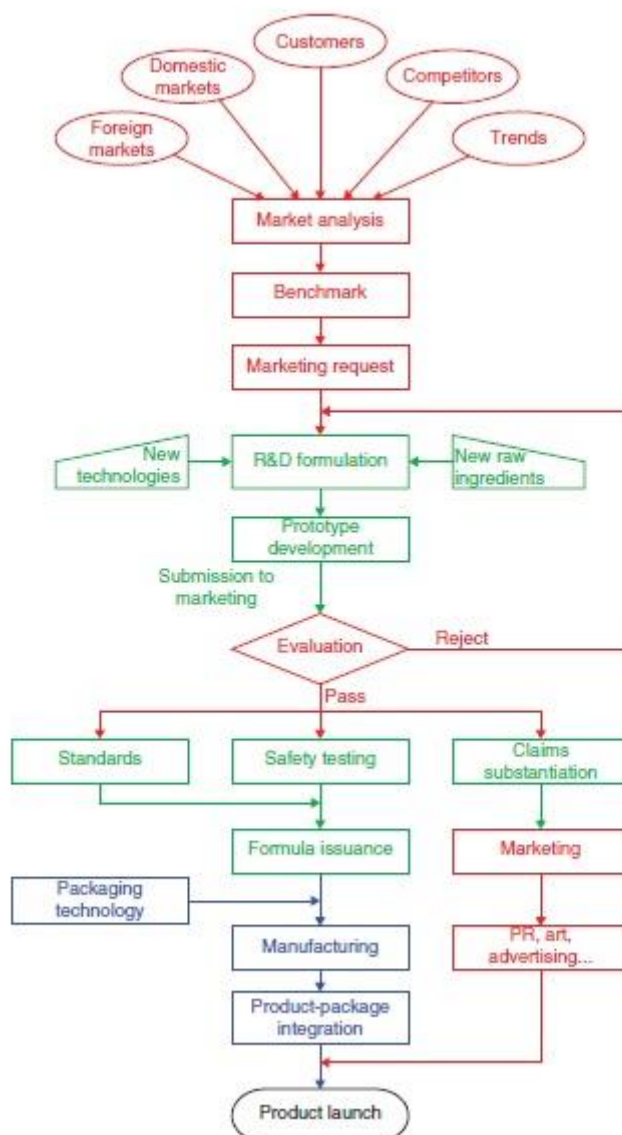 Customers
Domestic
markets
Competitors
Foreign
markets
Trends
Market analysis
Benchmark
Marketing request
New
technologies
R&D formulation
New raw
ingredients
Prototype
development
Submission to
marketing
Evaluation
Reject
Pass
Standards
Safety testing
Claims
substantiation
Formula issuance
Marketing
Packaging
technology
Manufacturing
PR, art,
advertising...
Product-package
integration
Product launch